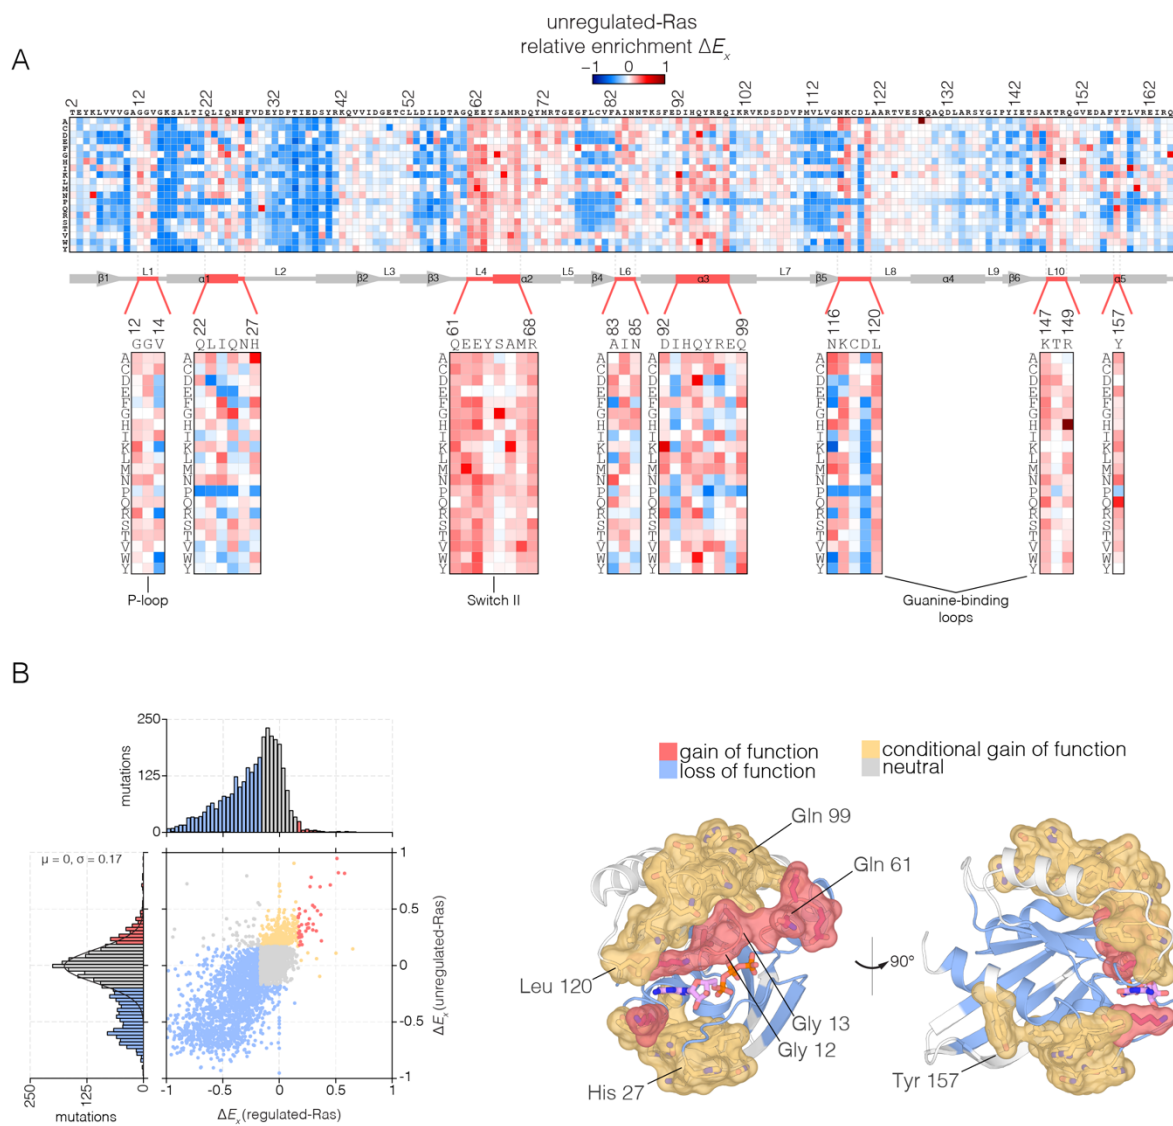 A
unregulated-Ras
relative enrichment ΔEₓ
−1 0 1
2 12 22 32 42 52 62 72 82 92 102 112 122 132 142 152 162
TEYKLVVVGAGGVGKSALTIQLIQNHFVDEYDPTIEDSYRKQVVIDGETCLLDILDTAGQEEYSAMRDQYMRTGEGFLCVFAINNTKSFEDIHQYREQIKRVKDSDDVPMVLVGNKCDLAARTVESRQAQDLARSYGIPYIETSAKTRQGVEDAFYTLVREIRQ
A
C
D
E
F
G
H
I
K
L
M
N
P
Q
R
S
T
V
W
Y
β1 L1 α1 L2 β2 L3 β3 L4 α2 L5 β4 L6 α3 L7 β5 L8 α4 L9 β6 L10 α5
12 14 22 27 61 68 83 85 92 99 116 120 147 149 157
GGV QLIQNH QEEYSAMR AIN DIHQYREQ NKCDL KTR Y
A A A A A A A A
C C C C C C C C
D D D D D D D D
E E E E E E E E
F F F F F F F F
G G G G G G G G
H H H H H H H H
I I I I I I I I
K K K K K K K K
L L L L L L L L
M M M M M M M M
N N N N N N N N
P P P P P P P P
Q Q Q Q Q Q Q Q
R R R R R R R R
S S S S S S S S
T T T T T T T T
V V V V V V V V
W W W W W W W W
Y Y Y Y Y Y Y Y
P-loop
Switch II
Guanine-binding
loops
B
250
125
0
mutations
μ = 0, σ = 0.17
1
0.5
0
-0.5
-1
ΔEₓ(unregulated-Ras)
250 125 0
mutations
-1 -0.5 0 0.5 1
ΔEₓ(regulated-Ras)
gain of function
loss of function
conditional gain of function
neutral
Gln 99
Gln 61
Leu 120
90°
Gly 13
Gly 12
His 27
Tyr 157